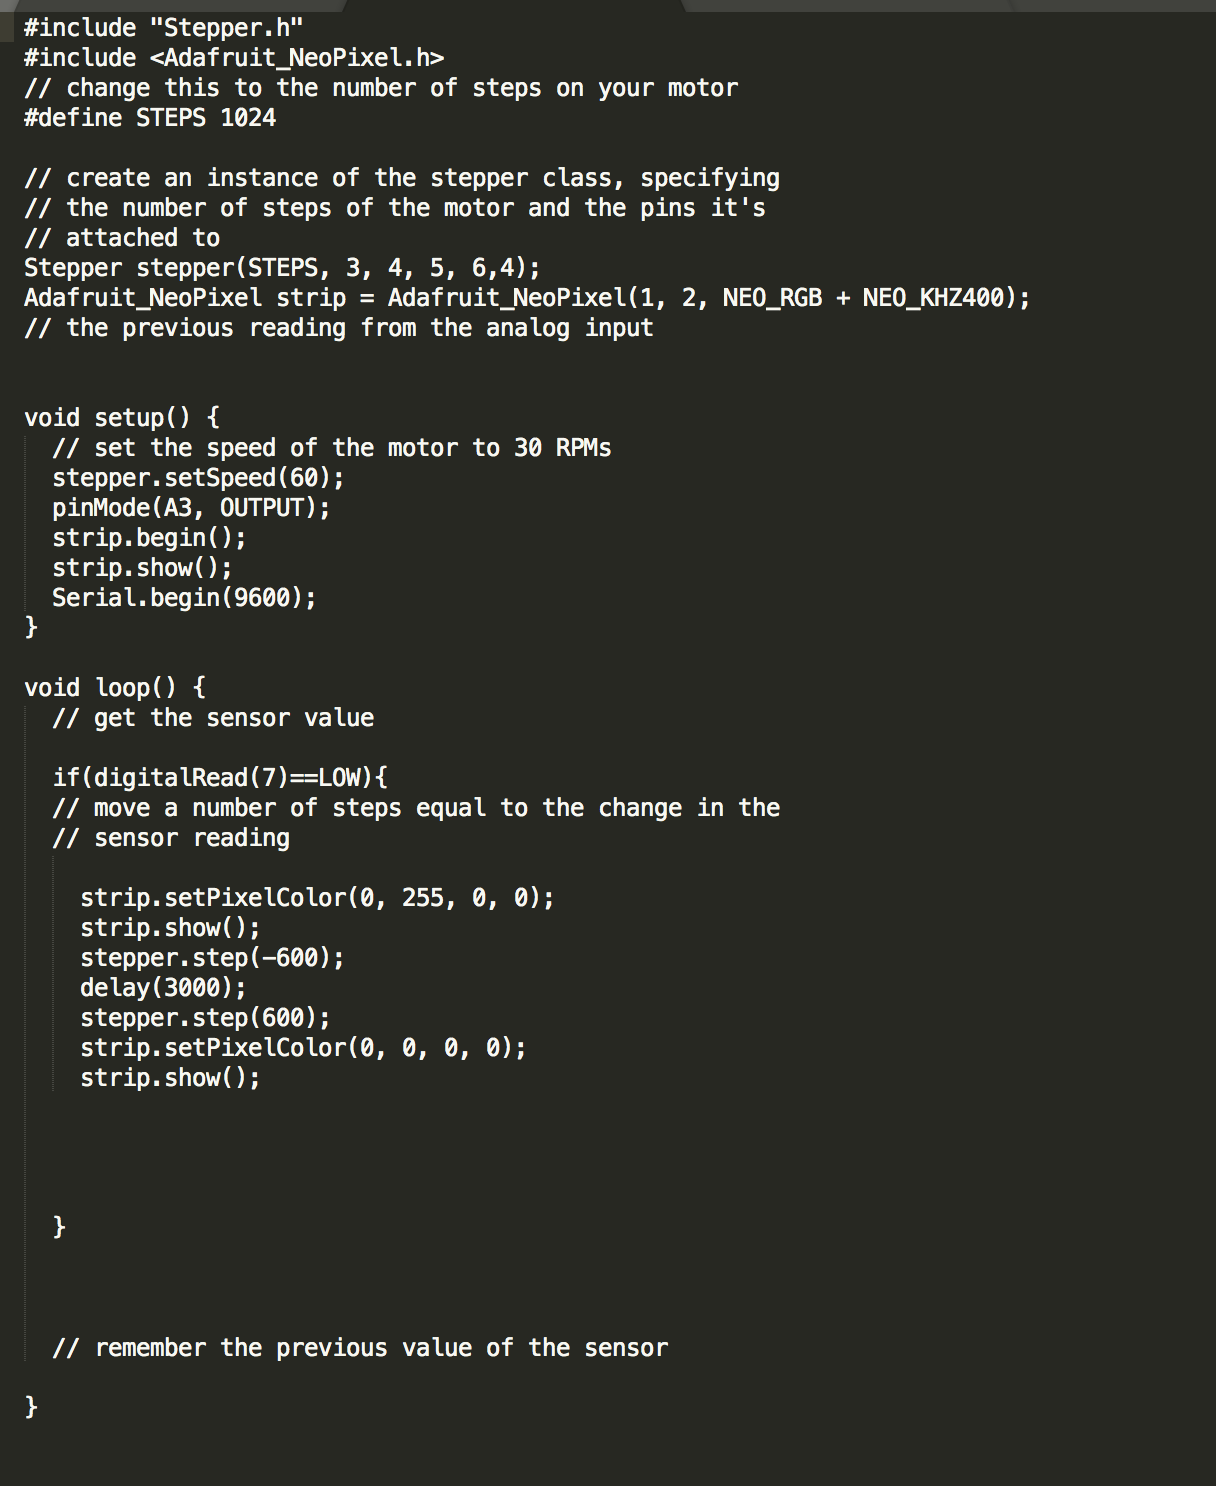 #include "Stepper.h"
#include <Adafruit_NeoPixel.h>
// change this to the number of steps on your motor
#define STEPS 1024
// create an instance of the stepper class, specifying
// the number of steps of the motor and the pins it's
// attached to
Stepper stepper(STEPS, 3, 4, 5, 6,4);
Adafruit_NeoPixel strip = Adafruit_NeoPixel(1, 2, NEO_RGB + NEO_KHZ400);
// the previous reading from the analog input
void setup() {
  // set the speed of the motor to 30 RPMs
  stepper.setSpeed(60);
  pinMode(A3, OUTPUT);
  strip.begin();
  strip.show();
  Serial.begin(9600);
}
void loop() {
  // get the sensor value
  if(digitalRead(7)==LOW){
  // move a number of steps equal to the change in the
  // sensor reading
    strip.setPixelColor(0, 255, 0, 0);
    strip.show();
    stepper.step(-600);
    delay(3000);
    stepper.step(600);
    strip.setPixelColor(0, 0, 0, 0);
    strip.show();
  }
  // remember the previous value of the sensor
}